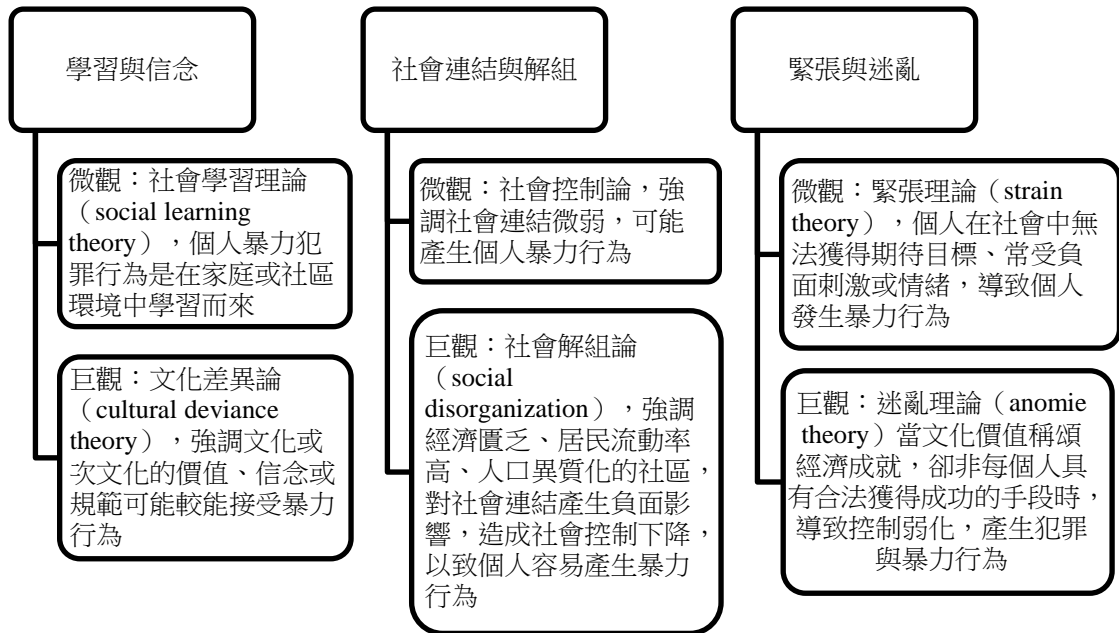 學習與信念
微觀：社會學習理論
（social learning
theory），個人暴力犯
罪行為是在家庭或社區
環境中學習而來
巨觀：文化差異論
（cultural deviance
theory），強調文化或
次文化的價值、信念或
規範可能較能接受暴力
行為
社會連結與解組
微觀：社會控制論，強
調社會連結微弱，可能
產生個人暴力行為
巨觀：社會解組論
（social
disorganization），強調
經濟匱乏、居民流動率
高、人口異質化的社區，
對社會連結產生負面影
響，造成社會控制下降，
以致個人容易產生暴力
行為
緊張與迷亂
微觀：緊張理論（strain
theory），個人在社會中無
法獲得期待目標、常受負
面刺激或情緒，導致個人
發生暴力行為
巨觀：迷亂理論（anomie
theory）當文化價值稱頌
經濟成就，卻非每個人具
有合法獲得成功的手段時，
導致控制弱化，產生犯罪
與暴力行為